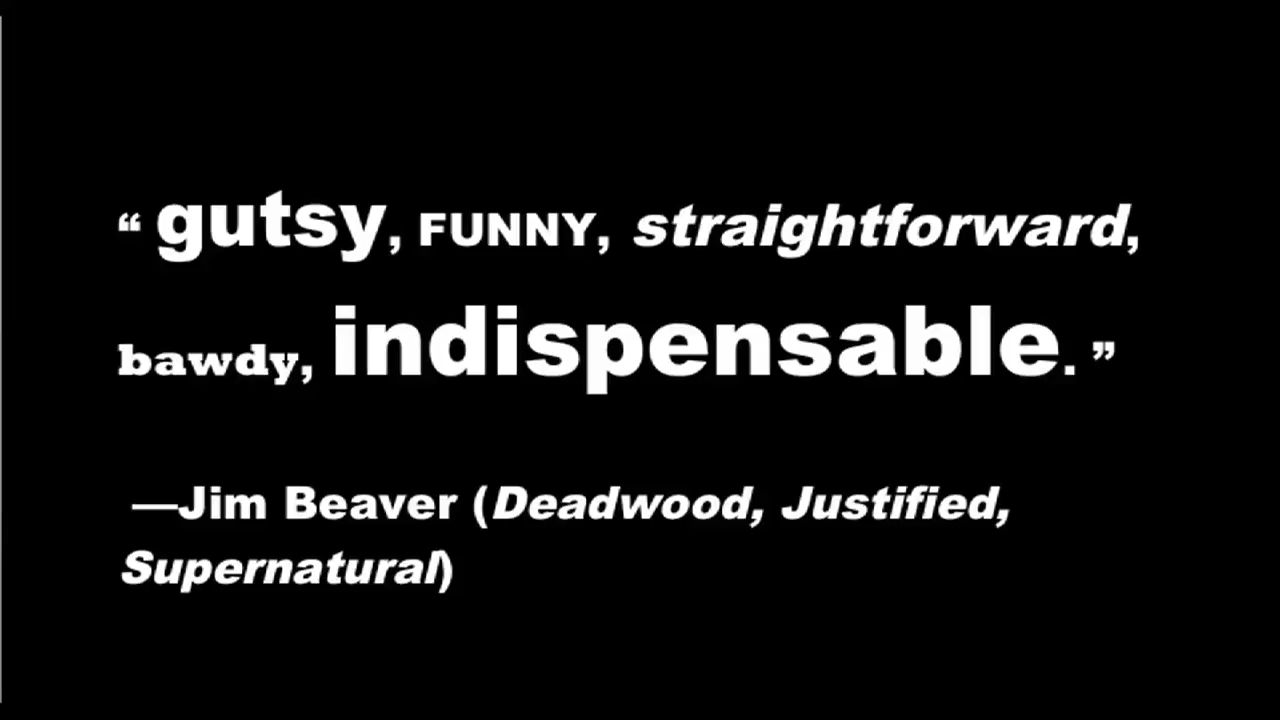 “ gutsy, FUNNY, straightforward,
bawdy, indispensable. ”
—Jim Beaver (Deadwood, Justified,
Supernatural)